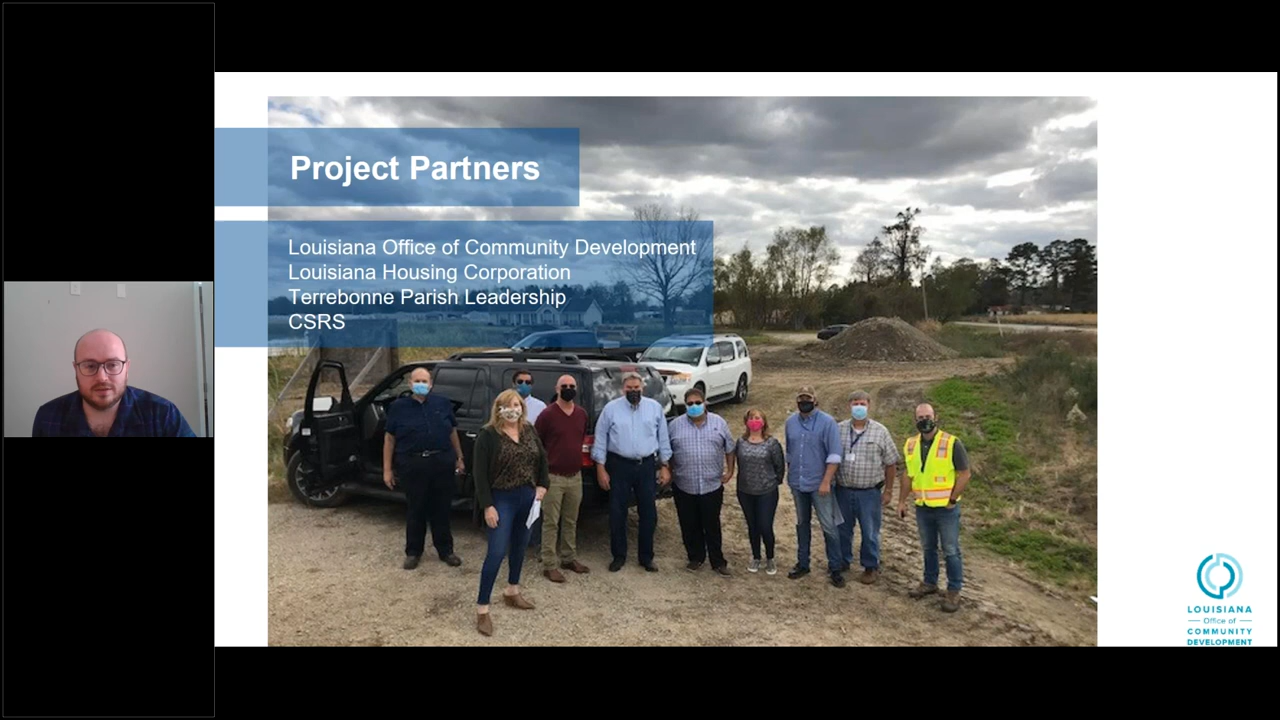 Project Partners
Louisiana Office of Community Development
Louisiana Housing Corporation
Terrebonne Parish Leadership
CSRS
LOUISIANA
Office of
COMMUNITY
DEVELOPMENT